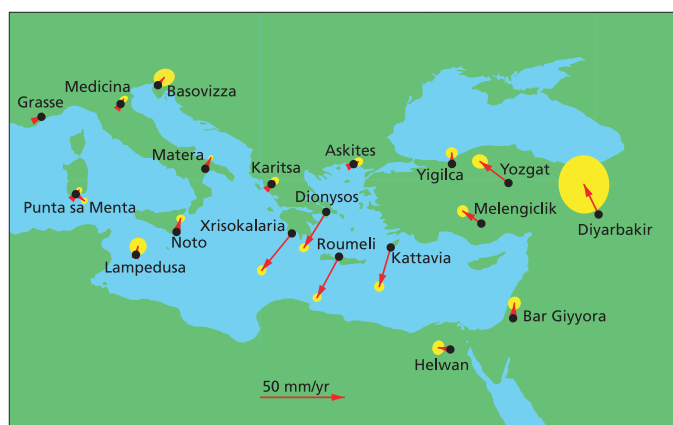 Basovizza
Medicina
Grasse
Matera
Karitsa
Askites
Yigilca
Yozgat
Punta sa Menta
Dionysos
Melengiclik
Diyarbakir
Xrisokalaria
Noto
Roumeli
Kattavia
Lampedusa
Bar Giyyora
Helwan
50 mm/yr